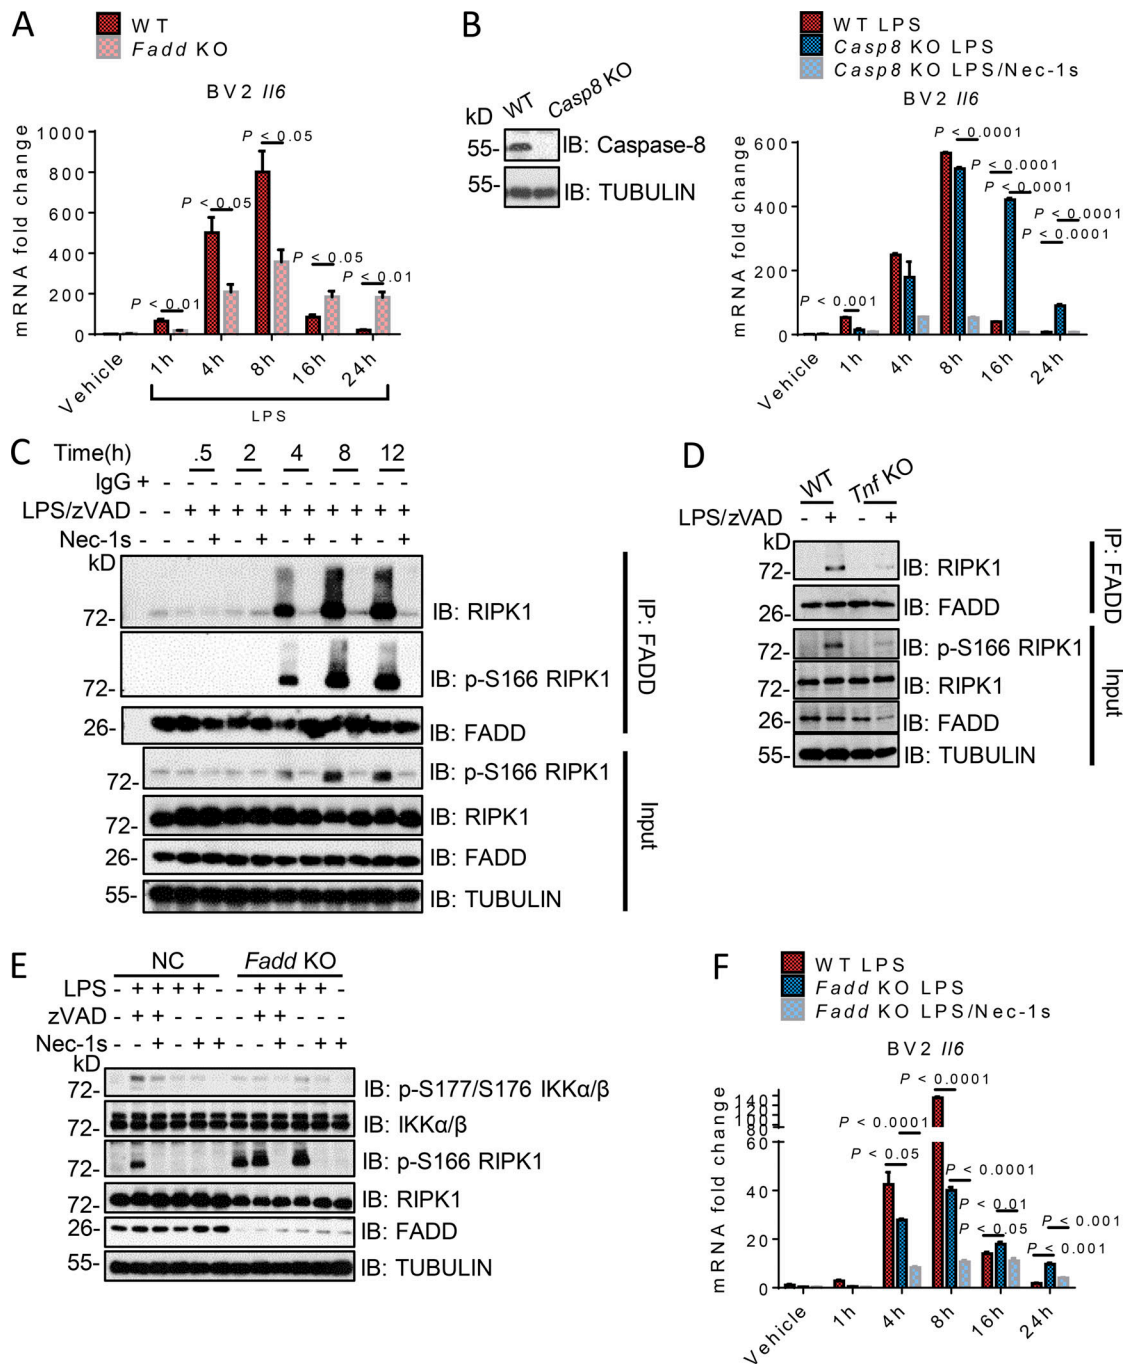 A
WT
Fadd KO
BV2 Il6
mRNA fold change
1000
800
600
400
200
0
P < 0.01
P < 0.05
P < 0.05
P < 0.05
P < 0.01
Vehicle
1h
4h
8h
16h
24h
LPS
B
kD
WT
Casp8 KO
55-
IB: Caspase-8
55-
IB: TUBULIN
WT LPS
Casp8 KO LPS
Casp8 KO LPS/Nec-1s
BV2 Il6
mRNA fold change
600
400
200
0
P < 0.001
P < 0.0001
P < 0.0001
P < 0.0001
P < 0.0001
P < 0.0001
Vehicle
1h
4h
8h
16h
24h
C
Time(h) .5 2 4 8 12
IgG +
LPS/zVAD - - + + + + + + + + + +
Nec-1s - - - + - + - + - + - +
kD
72-
IB: RIPK1
72-
IB: p-S166 RIPK1
26-
IB: FADD
IP: FADD
72-
IB: p-S166 RIPK1
72-
IB: RIPK1
26-
IB: FADD
55-
IB: TUBULIN
Input
D
WT
Tnf KO
LPS/zVAD - + - +
kD
72-
IB: RIPK1
26-
IB: FADD
IP: FADD
72-
IB: p-S166 RIPK1
72-
IB: RIPK1
26-
IB: FADD
55-
IB: TUBULIN
Input
E
NC
Fadd KO
LPS - + + + + - - + + + + -
zVAD - + + - - - - + + - - -
Nec-1s - - + - + + - - + - + +
kD
72-
IB: p-S177/S176 IKKα/β
72-
IB: IKKα/β
72-
IB: p-S166 RIPK1
72-
IB: RIPK1
26-
IB: FADD
55-
IB: TUBULIN
F
WT LPS
Fadd KO LPS
Fadd KO LPS/Nec-1s
BV2 Il6
mRNA fold change
140
120
100
80
60
40
20
0
P < 0.0001
P < 0.0001
P < 0.05
P < 0.0001
P < 0.01
P < 0.05
P < 0.001
P < 0.001
Vehicle
1h
4h
8h
16h
24h